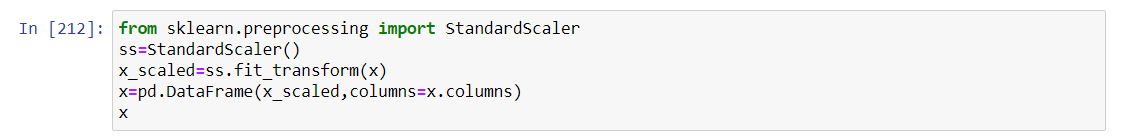 In [212]: from sklearn.preprocessing import StandardScaler
ss=StandardScaler()
x_scaled=ss.fit_transform(x)
x=pd.DataFrame(x_scaled,columns=x.columns)
x